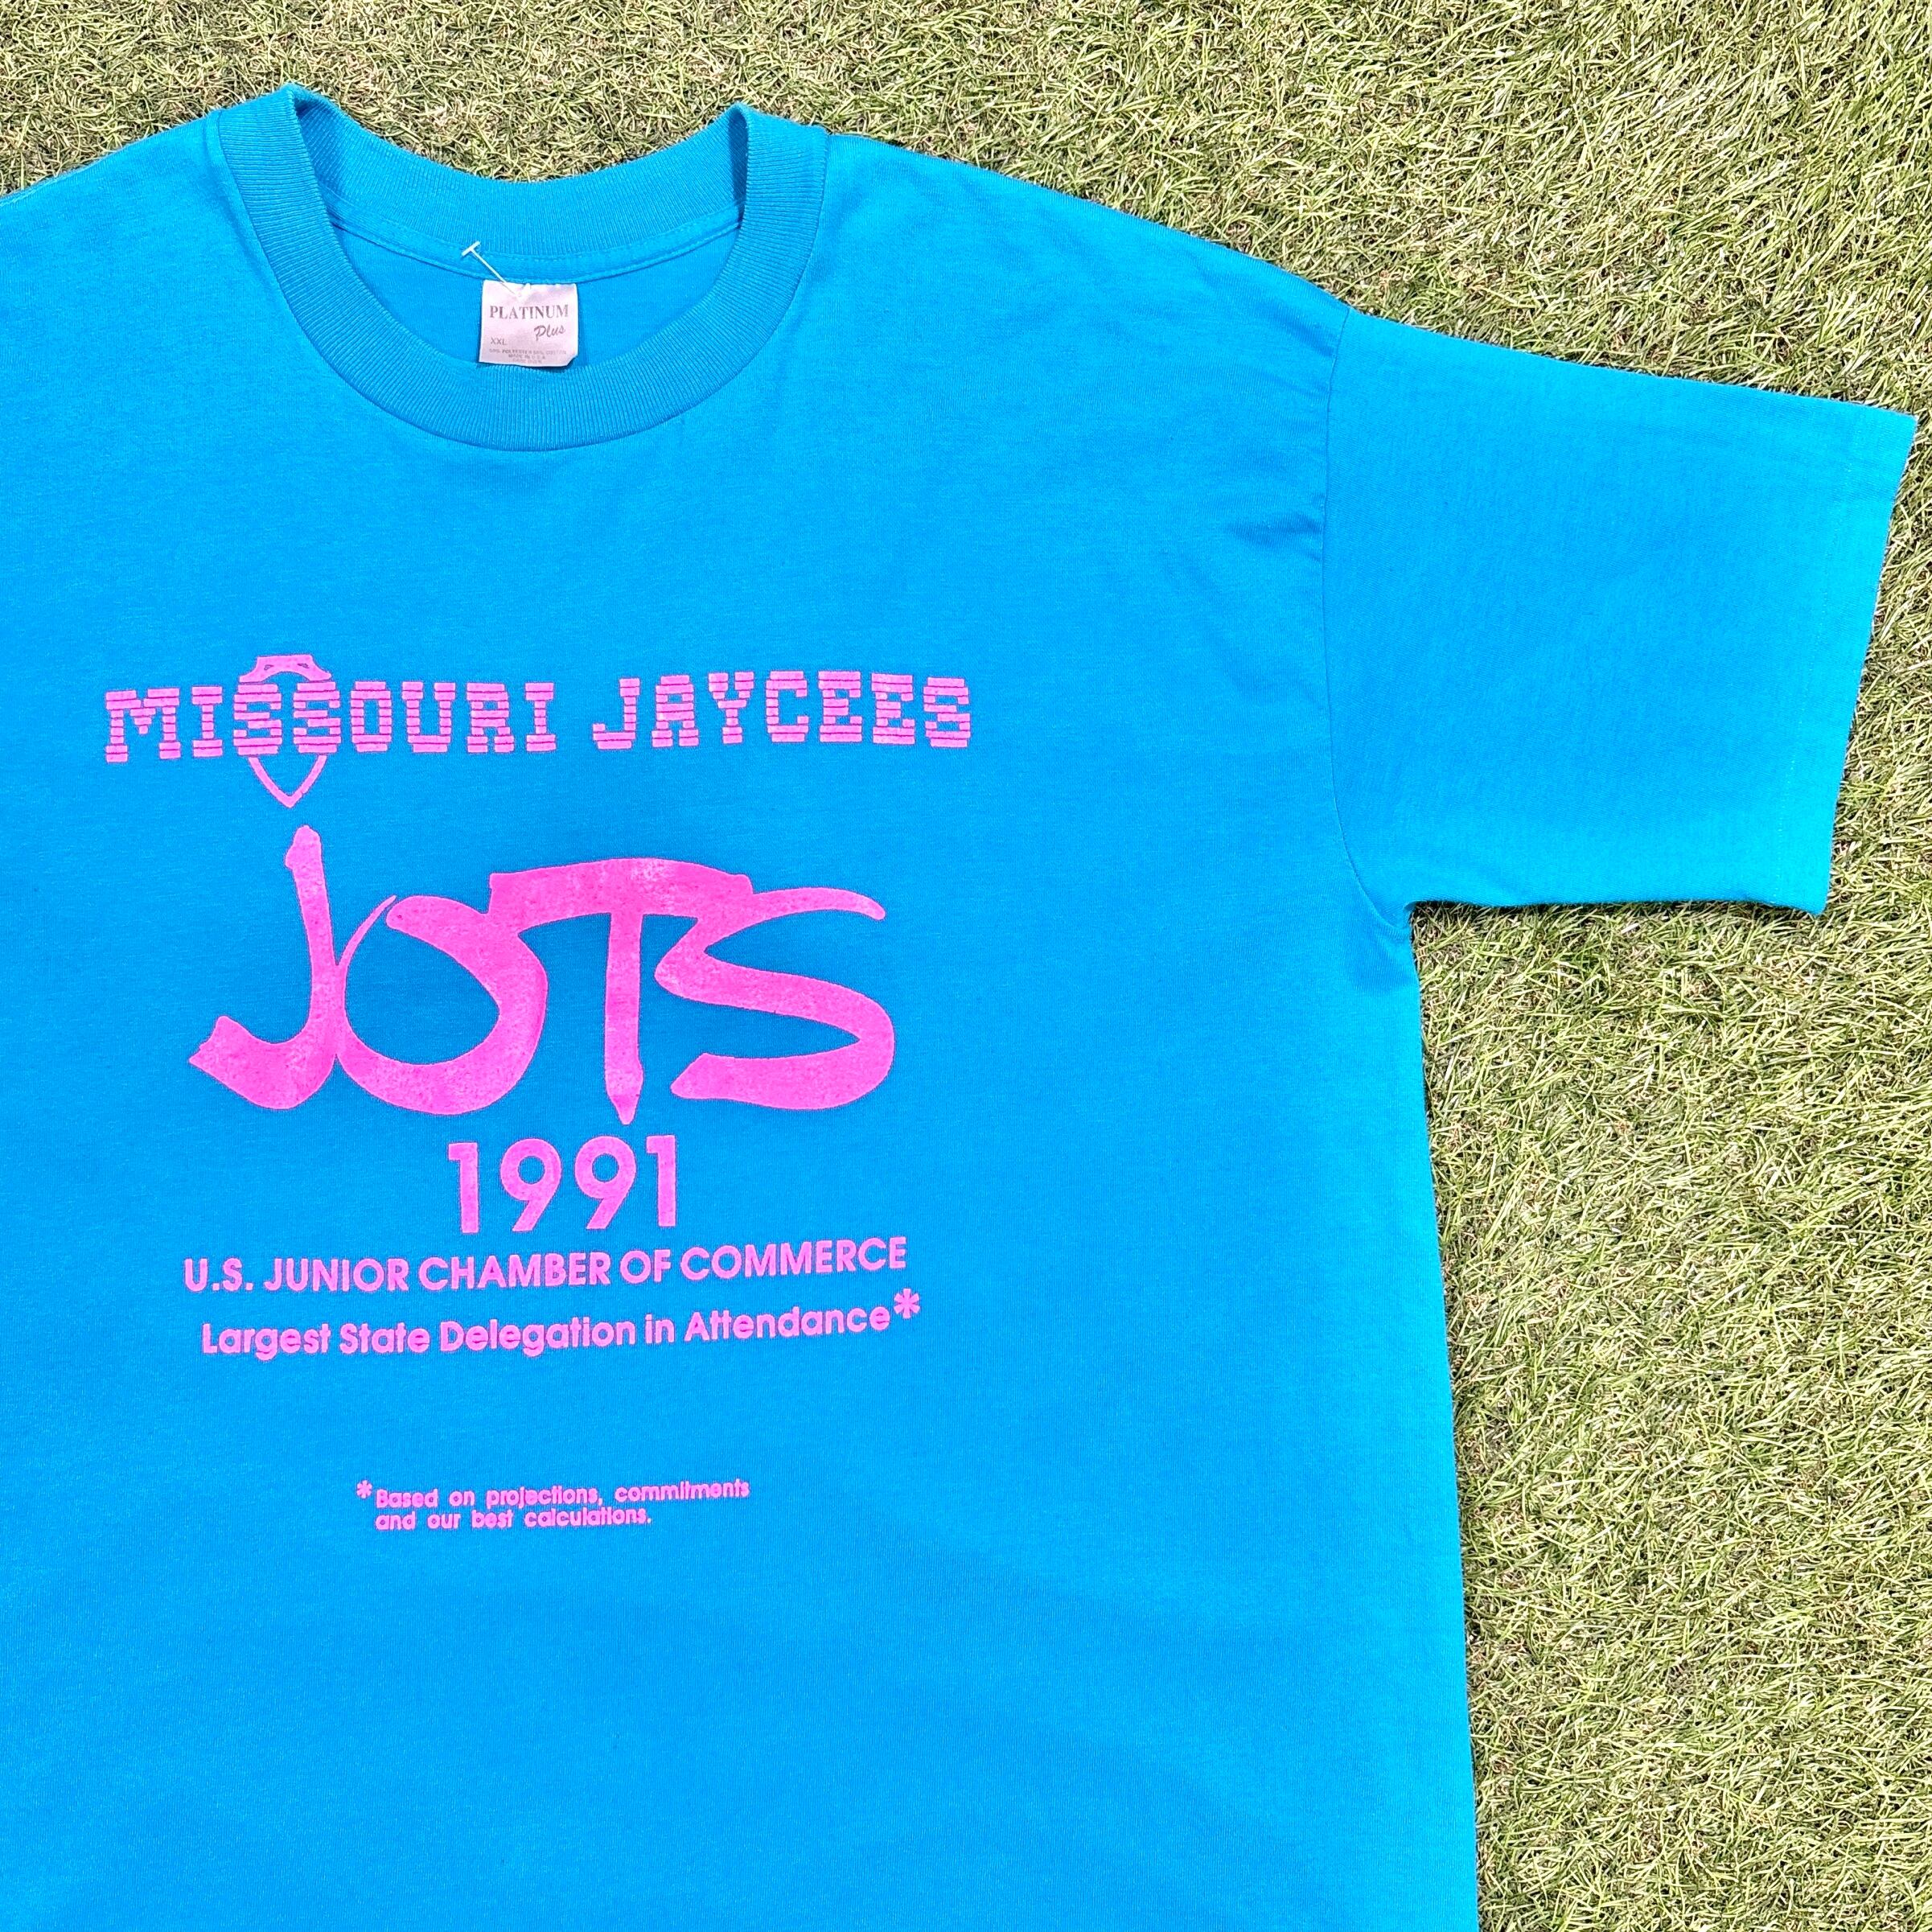 PLATINUM
Plus
XXL
MISSOURI JAYCEES
JOTS
1991
U.S. JUNIOR CHAMBER OF COMMERCE
Largest State Delegation in Attendance*
*Based on projections, commitments
and our best calculations.